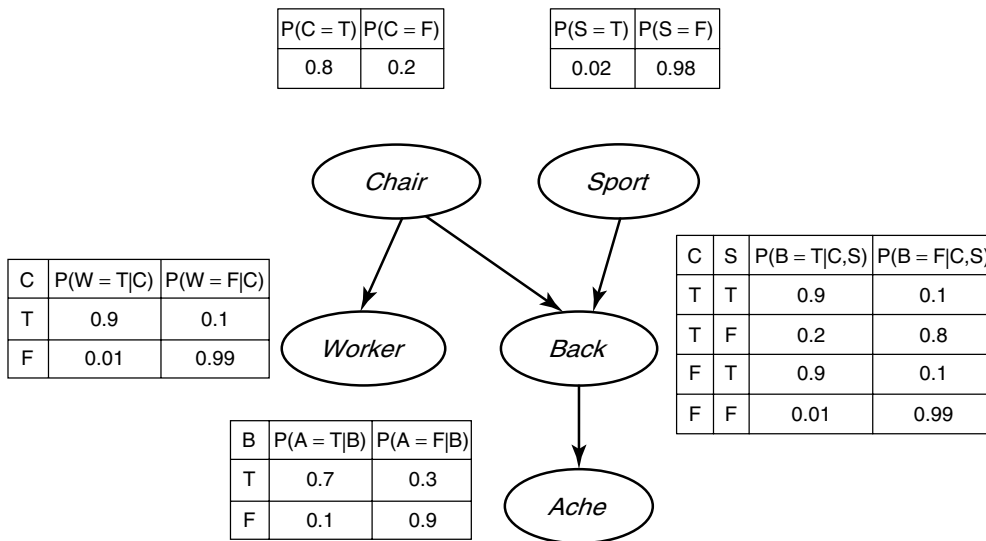 P(C = T) P(C = F)
0.8 0.2
P(S = T) P(S = F)
0.02 0.98
Chair
Sport
C P(W = T|C) P(W = F|C)
T 0.9 0.1
F 0.01 0.99
C S P(B = T|C,S) P(B = F|C,S)
T T 0.9 0.1
T F 0.2 0.8
F T 0.9 0.1
F F 0.01 0.99
Worker
Back
B P(A = T|B) P(A = F|B)
T 0.7 0.3
F 0.1 0.9
Ache